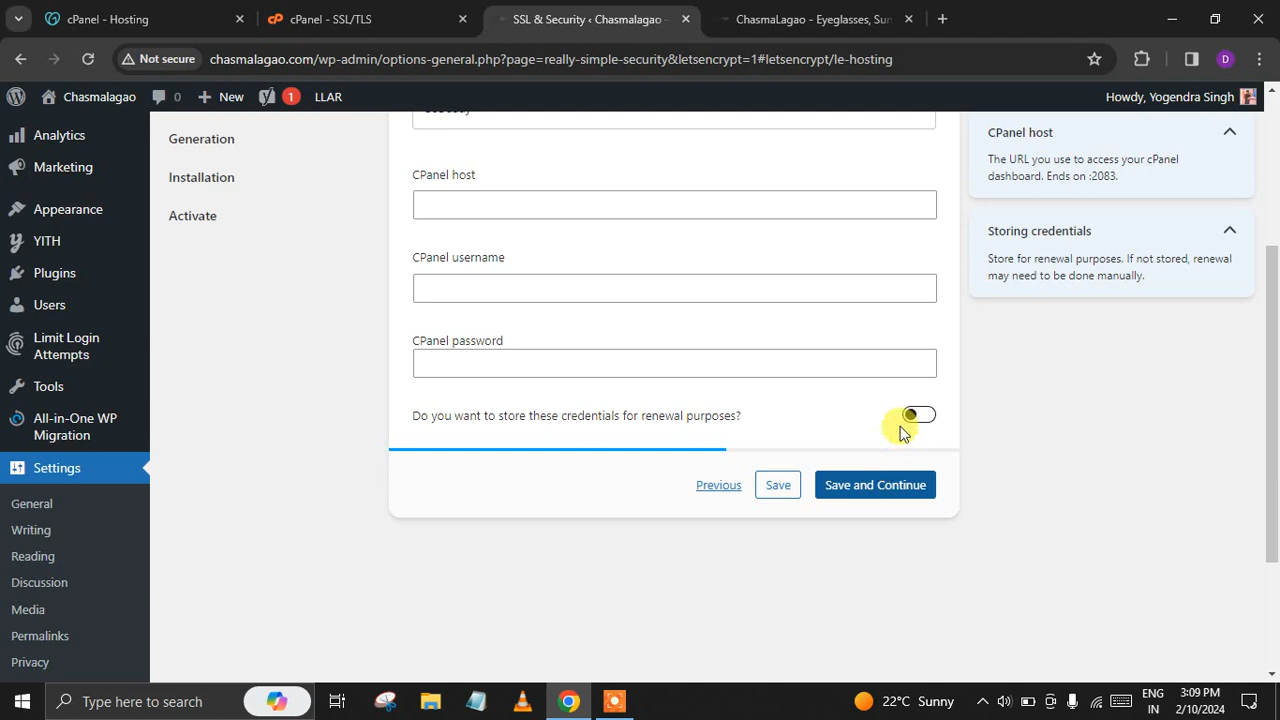 cPanel - Hosting
cPanel - SSL/TLS
SSL & Security ‹ Chasmalagao -
ChasmaLagao - Eyeglasses, Sun
Not secure
chasmalagao.com/wp-admin/options-general.php?page=really-simple-security&letsencrypt=1#letsencrypt/le-hosting
D
Chasmalagao
0
New
1
LLAR
Howdy, Yogendra Singh
Analytics
Marketing
Appearance
YITH
Plugins
Users
Limit Login
Attempts
Tools
All-in-One WP
Migration
Settings
General
Writing
Reading
Discussion
Media
Permalinks
Privacy
Generation
Installation
Activate
CPanel host
CPanel username
CPanel password
Do you want to store these credentials for renewal purposes?
Previous
Save
Save and Continue
CPanel host
The URL you use to access your cPanel
dashboard. Ends on :2083.
Storing credentials
Store for renewal purposes. If not stored, renewal
may need to be done manually.
Type here to search
22°C Sunny
ENG
IN
3:09 PM
2/10/2024